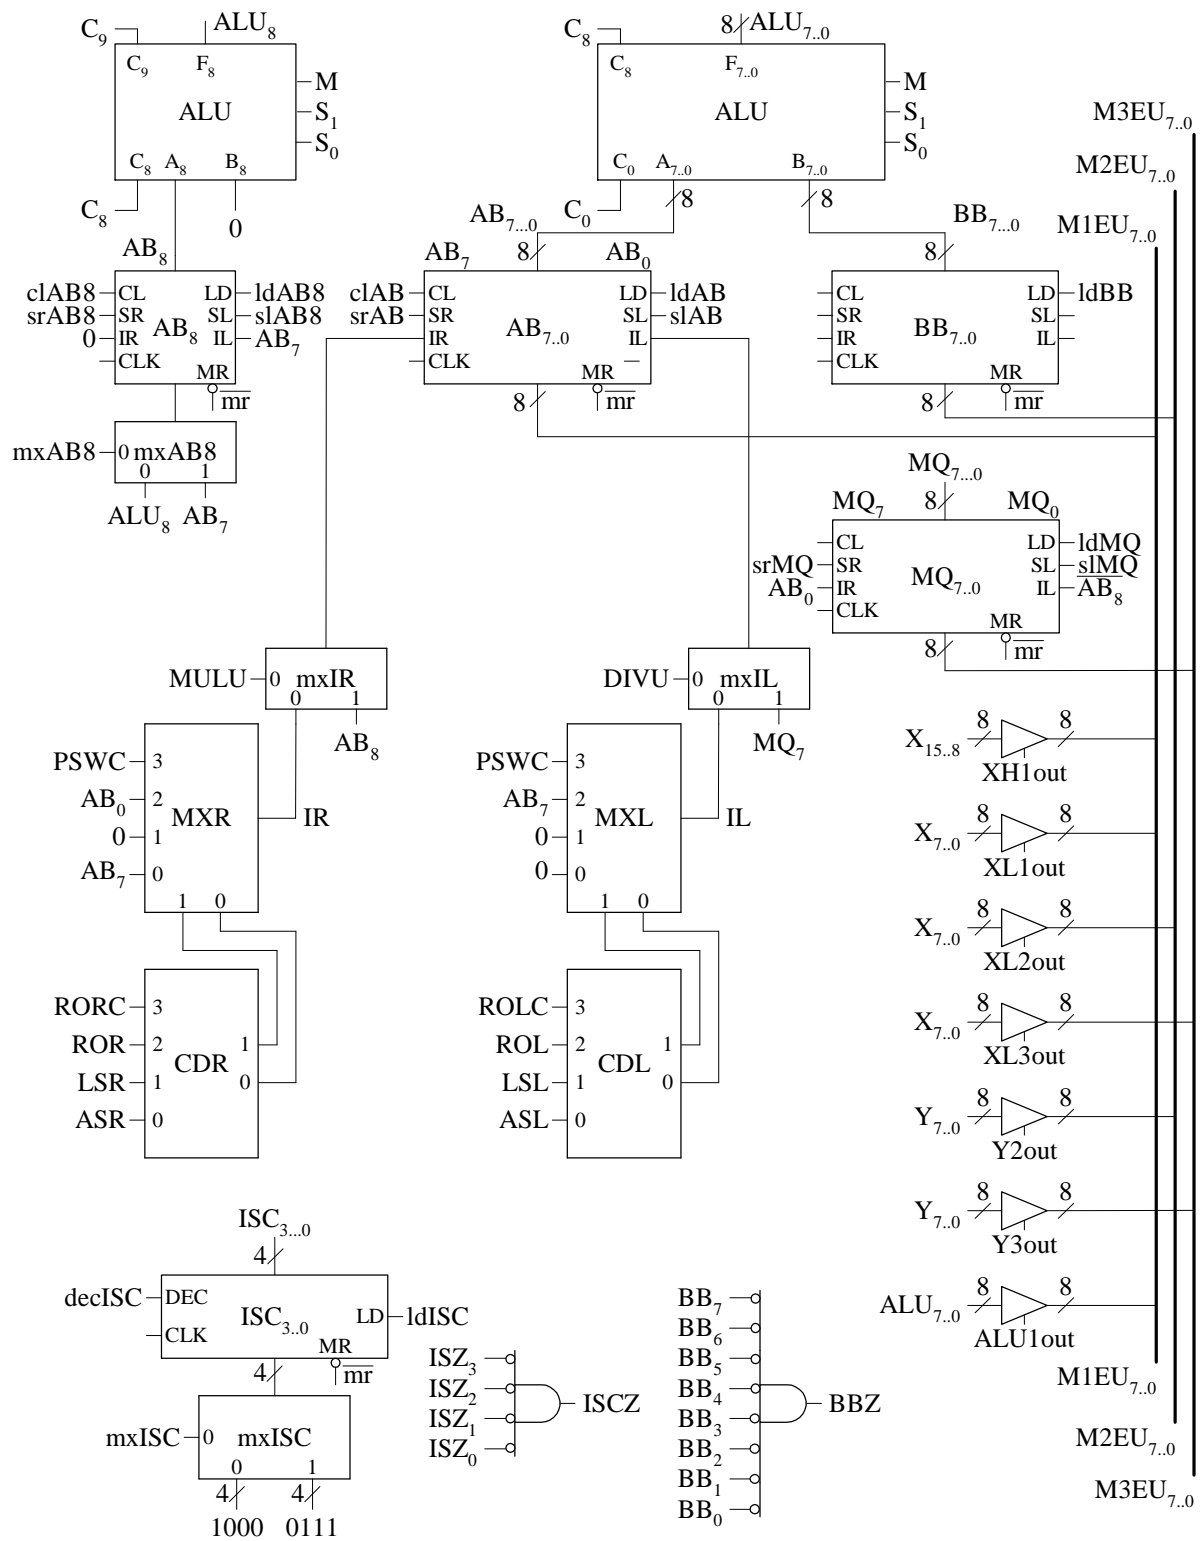 C₉ ALU₈
C₉ F₈
ALU
M
S₁
S₀
C₈ A₈ B₈
C₈
0
C₈ 8 ALU₇..₀
C₈ F₇..₀
ALU
M
S₁
S₀
C₀ A₇..₀ B₇..₀
C₀ 8 8
M3EU₇..₀
M2EU₇..₀
M1EU₇..₀
AB₈
clAB8 CL LD ldAB8
srAB8 SR AB₈ SL slAB8
0 IR IL AB₇
CLK
MR
mr
mxAB8 0 mxAB8
0 1
ALU₈ AB₇
AB₇...₀
AB₇ 8 AB₀
clAB CL LD ldAB
srAB SR AB₇..₀ SL slAB
IR IL
CLK
MR
8 mr
BB₇...₀
8
CL LD ldBB
SR BB₇..₀ SL
IR IL
CLK
MR
8 mr
MQ₇...₀
MQ₇ 8 MQ₀
CL LD ldMQ
srMQ SR MQ₇..₀ SL slMQ
AB₀ IR IL AB₈
CLK
MR
8 mr
MULU 0 mxIR
0 1
AB₈
DIVU 0 mxIL
0 1
MQ₇
PSWC 3
AB₀ 2 MXR IR
0 1
AB₇ 0
1 0
PSWC 3
AB₇ 2 MXL IL
0 1
0 0
1 0
RORC 3
ROR 2 CDR 1
LSR 1 0
ASR 0
ROLC 3
ROL 2 CDL 1
LSL 1 0
ASL 0
X₁₅..₈ 8 8
XH1out
X₇..₀ 8 8
XL1out
X₇..₀ 8 8
XL2out
X₇..₀ 8 8
XL3out
Y₇..₀ 8 8
Y2out
Y₇..₀ 8 8
Y3out
ALU₇..₀ 8 8
ALU1out
M1EU₇..₀
M2EU₇..₀
M3EU₇..₀
ISC₃...₀
4
decISC DEC ISC₃..₀ LD ldISC
CLK
MR
4 mr
mxISC 0 mxISC
0 1
4 4
1000 0111
ISZ₃
ISZ₂
ISZ₁
ISZ₀
ISCZ
BB₇
BB₆
BB₅
BB₄
BB₃
BB₂
BB₁
BB₀
BBZ